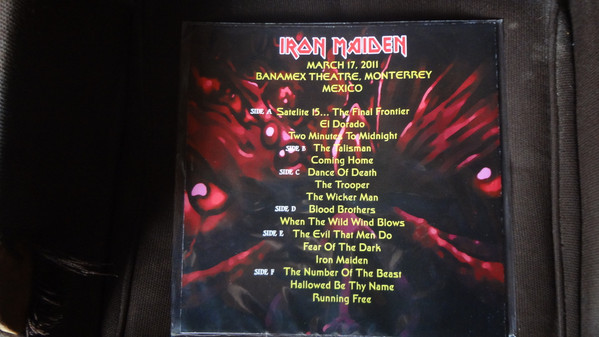 IRON MAIDEN
MARCH 17, 2011
BANAMEX THEATRE, MONTERREY
MEXICO
SIDE A Satelite 15... The Final Frontier
El Dorado
Two Minutes To Midnight
SIDE B The Talisman
Coming Home
SIDE C Dance Of Death
The Trooper
The Wicker Man
SIDE D Blood Brothers
When The Wild Wind Blows
SIDE E The Evil That Men Do
Fear Of The Dark
Iron Maiden
SIDE F The Number Of The Beast
Hallowed Be Thy Name
Running Free